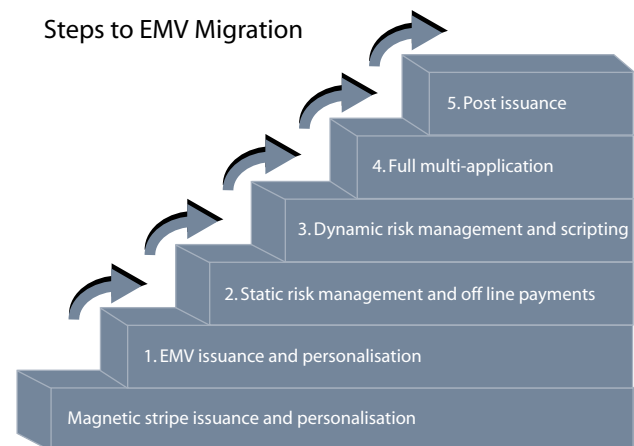 Steps to EMV Migration
5. Post issuance
4. Full multi-application
3. Dynamic risk management and scripting
2. Static risk management and off line payments
1. EMV issuance and personalisation
Magnetic stripe issuance and personalisation